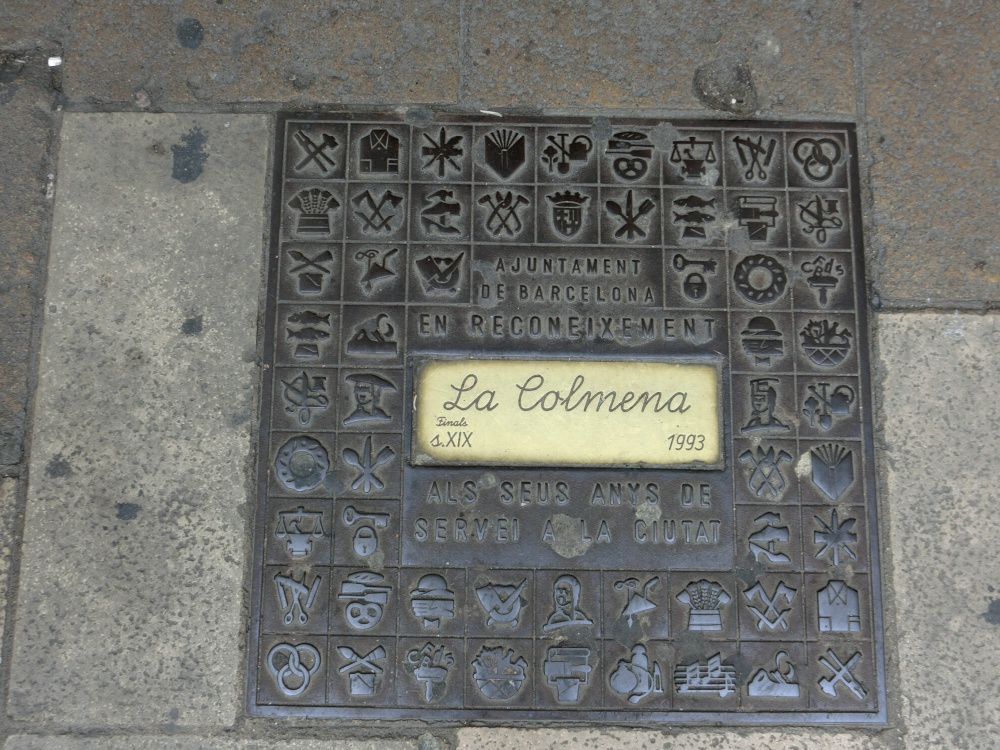 AJUNTAMENT
DE BARCELONA
EN RECONEIXEMENT
La Colmena
Finals
s.XIX
1993
ALS SEUS ANYS DE
SERVEI A LA CIUTAT